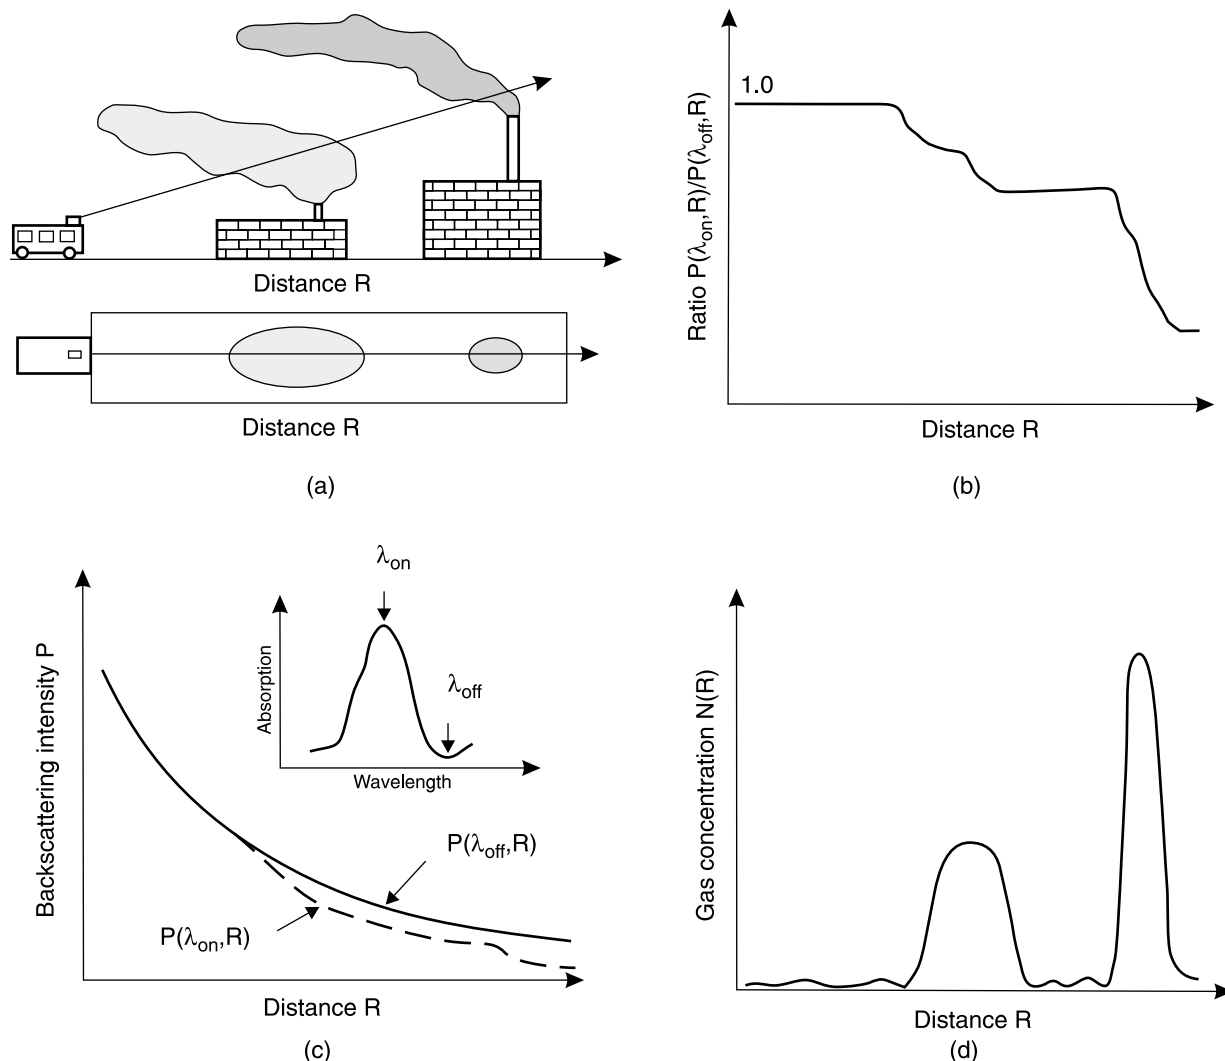 Distance R
Distance R
(a)
1.0
Ratio P(λon,R)/P(λoff,R)
Distance R
(b)
Backscattering intensity P
λon
λoff
Absorption
Wavelength
P(λoff,R)
P(λon,R)
Distance R
(c)
Gas concentration N(R)
Distance R
(d)